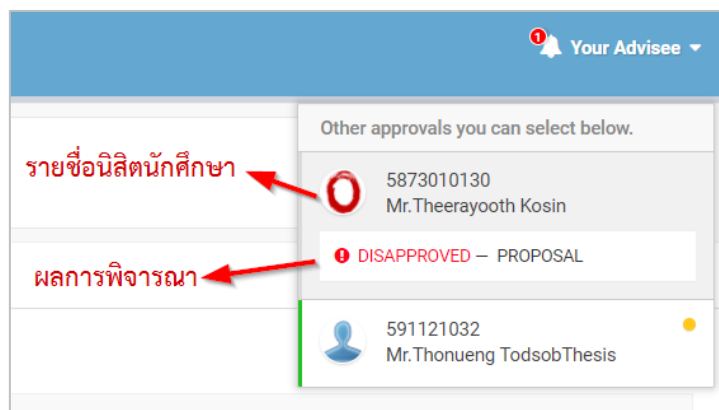 1
Your Advisee
Other approvals you can select below.
รายชื่อนิสิตนักศึกษา
5873010130
Mr.Theerayooth Kosin
ผลการพิจารณา
DISAPPROVED — PROPOSAL
591121032
Mr.Thonueng TodsobThesis